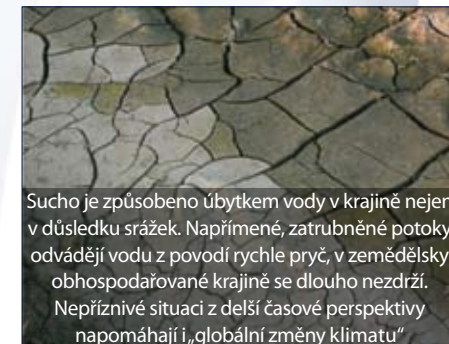 Sucho je způsobeno úbytkem vody v krajině nejen
v důsledku srážek. Napřímené, zatrubněné potoky
odvádějí vodu z povodí rychle pryč, v zemědělsky
obhospodařované krajině se dlouho nezdrží.
Nepříznivé situaci z delší časové perspektivy
napomáhají i „globální změny klimatu“